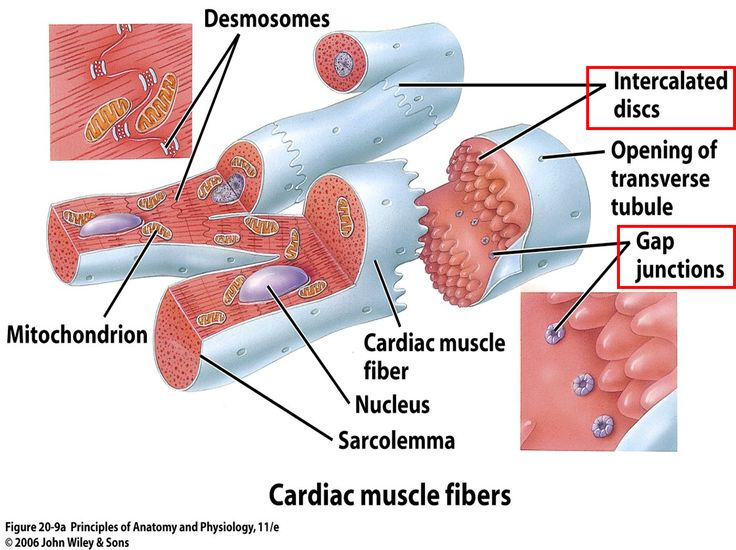 Desmosomes
Intercalated
discs
Opening of
transverse
tubule
Gap
junctions
Mitochondrion
Cardiac muscle
fiber
Nucleus
Sarcolemma
Cardiac muscle fibers
Figure 20-9a Principles of Anatomy and Physiology, 11/e
© 2006 John Wiley & Sons